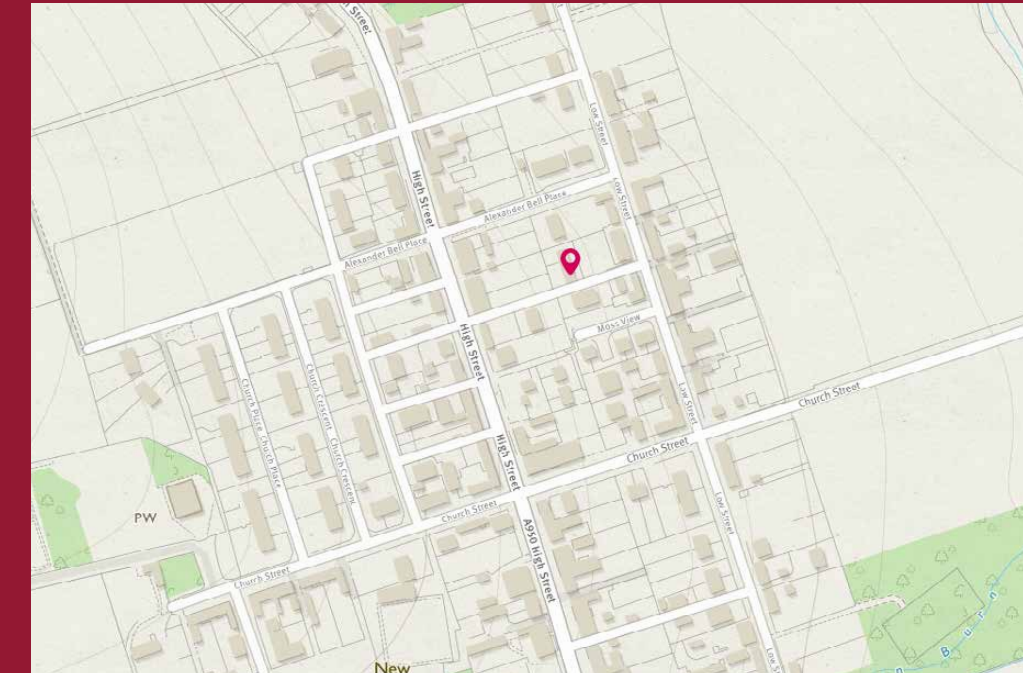 Street
Low Street
High Street
Low Street
Alexander Bell Place
Alexander Bell Place
High Street
Moss View
Church Place
Church Place
Church Crescent
Church Crescent
Low Street
Church Street
Church Street
High Street
Church Street
Low Street
A950 High Street
PW
Church Street
Burn
New